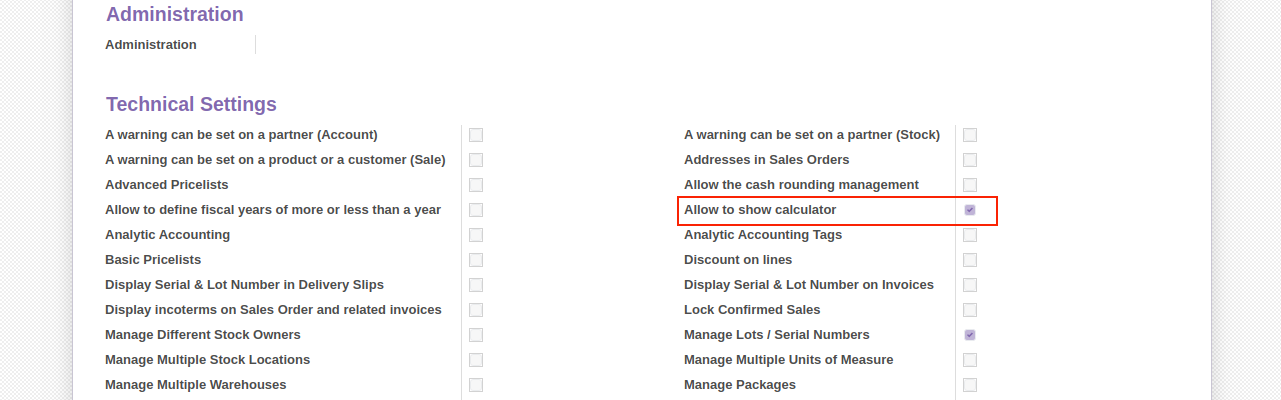 Administration
Administration
Technical Settings
A warning can be set on a partner (Account)
A warning can be set on a partner (Stock)
A warning can be set on a product or a customer (Sale)
Addresses in Sales Orders
Advanced Pricelists
Allow the cash rounding management
Allow to define fiscal years of more or less than a year
Allow to show calculator
Analytic Accounting
Analytic Accounting Tags
Basic Pricelists
Discount on lines
Display Serial & Lot Number in Delivery Slips
Display Serial & Lot Number on Invoices
Display incoterms on Sales Order and related invoices
Lock Confirmed Sales
Manage Different Stock Owners
Manage Lots / Serial Numbers
Manage Multiple Stock Locations
Manage Multiple Units of Measure
Manage Multiple Warehouses
Manage Packages